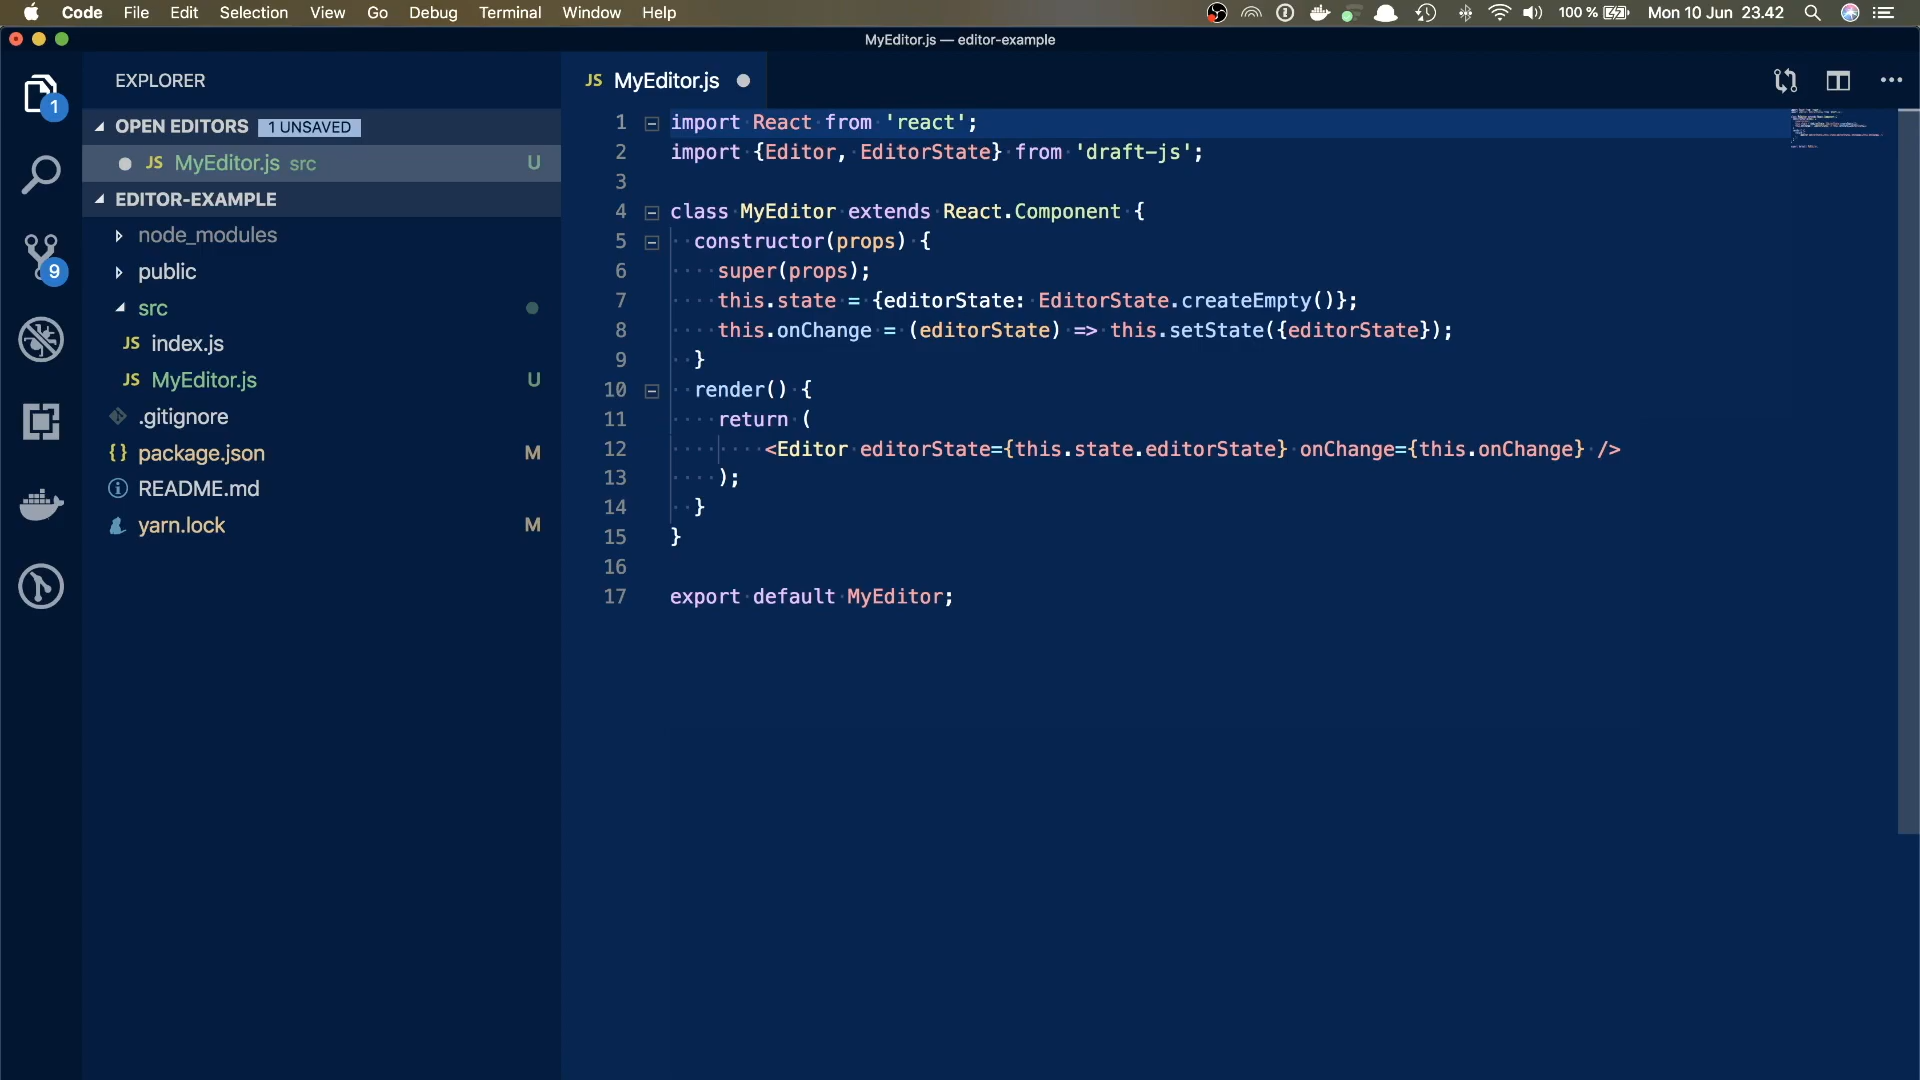 Code File Edit Selection View Go Debug Terminal Window Help 100 % Mon 10 Jun 23.42
MyEditor.js — editor-example
EXPLORER
1
OPEN EDITORS 1 UNSAVED
JS MyEditor.js src U
EDITOR-EXAMPLE
node_modules
public
9
src
JS index.js
JS MyEditor.js U
.gitignore
{} package.json M
README.md
yarn.lock M
JS MyEditor.js
1 import React from 'react';
2 import {Editor, EditorState} from 'draft-js';
3
4 class MyEditor extends React.Component {
5 constructor(props) {
6 super(props);
7 this.state = {editorState: EditorState.createEmpty()};
8 this.onChange = (editorState) => this.setState({editorState});
9 }
10 render() {
11 return (
12 <Editor editorState={this.state.editorState} onChange={this.onChange} />
13 );
14 }
15 }
16
17 export default MyEditor;